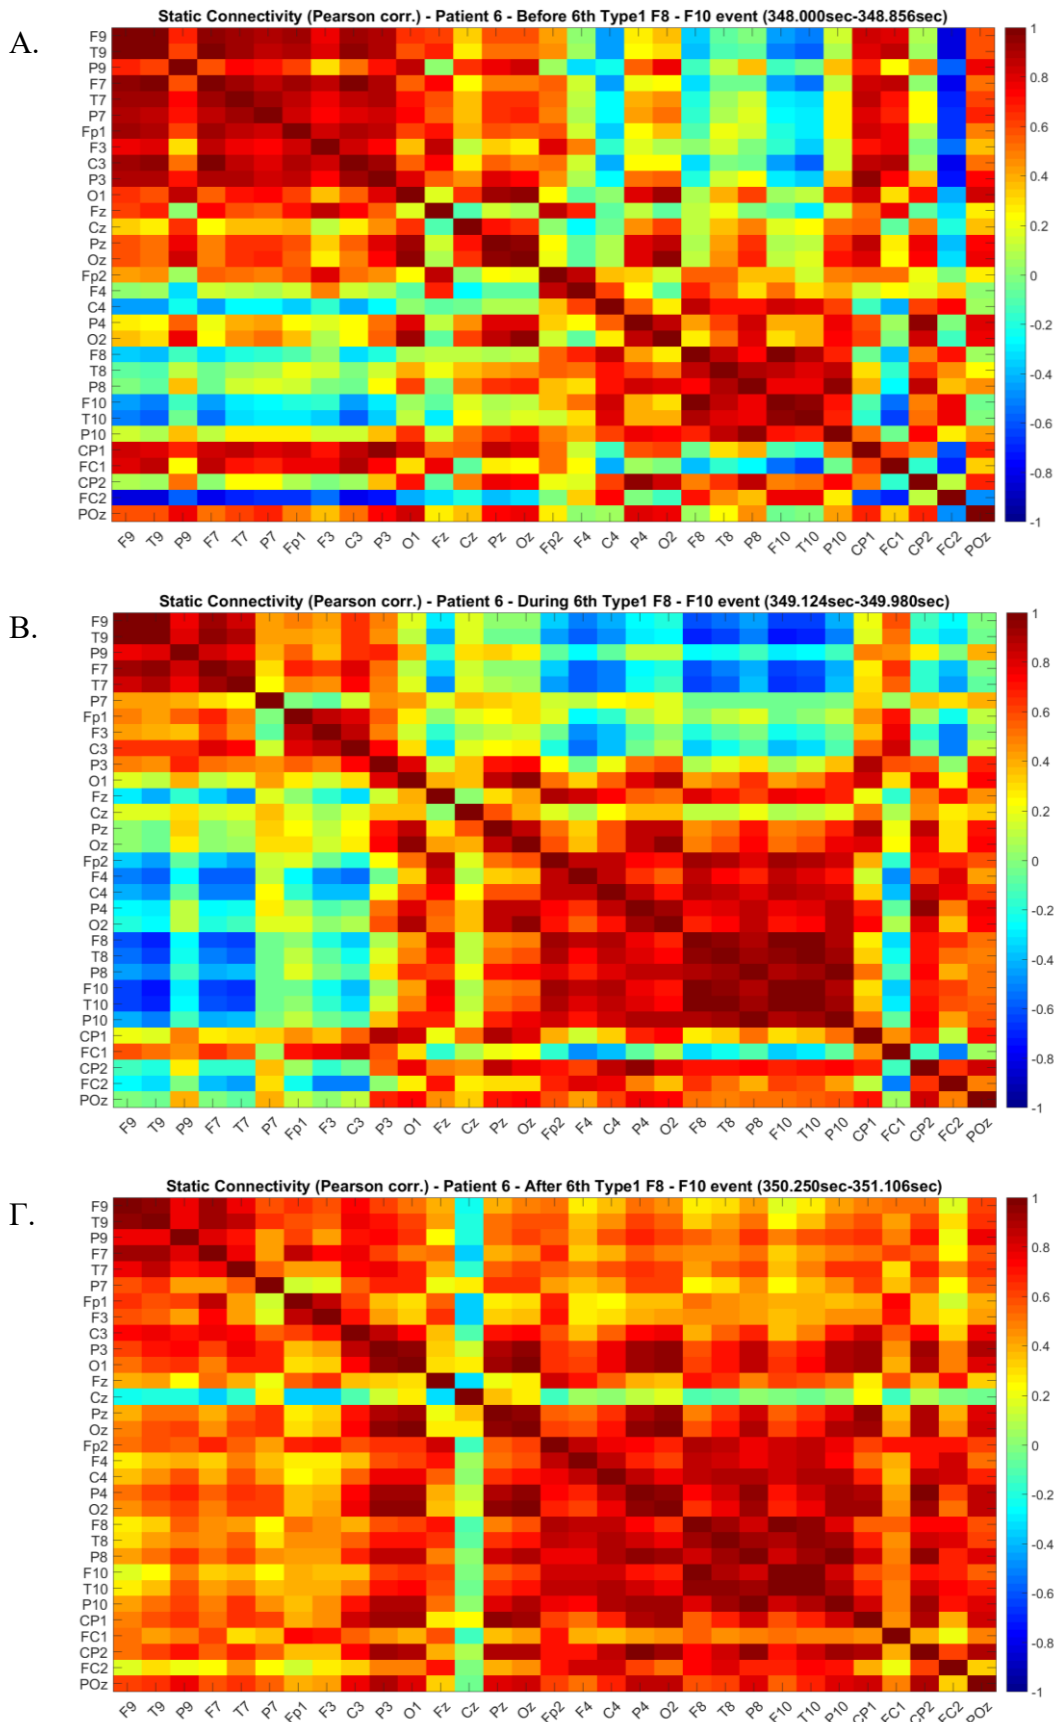 Α.
Static Connectivity (Pearson corr.) - Patient 6 - Before 6th Type1 F8 - F10 event (348.000sec-348.856sec)
F9
T9
P9
F7
T7
P7
Fp1
F3
C3
P3
O1
Fz
Cz
Pz
Oz
Fp2
F4
C4
P4
O2
F8
T8
P8
F10
T10
P10
CP1
FC1
CP2
FC2
POz
F9 T9 P9 F7 T7 P7 Fp1 F3 C3 P3 O1 Fz Cz Pz Oz Fp2 F4 C4 P4 O2 F8 T8 P8 F10 T10 P10 CP1 FC1 CP2 FC2 POz
1
0.8
0.6
0.4
0.2
0
-0.2
-0.4
-0.6
-0.8
-1
Β.
Static Connectivity (Pearson corr.) - Patient 6 - During 6th Type1 F8 - F10 event (349.124sec-349.980sec)
F9
T9
P9
F7
T7
P7
Fp1
F3
C3
P3
O1
Fz
Cz
Pz
Oz
Fp2
F4
C4
P4
O2
F8
T8
P8
F10
T10
P10
CP1
FC1
CP2
FC2
POz
F9 T9 P9 F7 T7 P7 Fp1 F3 C3 P3 O1 Fz Cz Pz Oz Fp2 F4 C4 P4 O2 F8 T8 P8 F10 T10 P10 CP1 FC1 CP2 FC2 POz
1
0.8
0.6
0.4
0.2
0
-0.2
-0.4
-0.6
-0.8
-1
Γ.
Static Connectivity (Pearson corr.) - Patient 6 - After 6th Type1 F8 - F10 event (350.250sec-351.106sec)
F9
T9
P9
F7
T7
P7
Fp1
F3
C3
P3
O1
Fz
Cz
Pz
Oz
Fp2
F4
C4
P4
O2
F8
T8
P8
F10
T10
P10
CP1
FC1
CP2
FC2
POz
F9 T9 P9 F7 T7 P7 Fp1 F3 C3 P3 O1 Fz Cz Pz Oz Fp2 F4 C4 P4 O2 F8 T8 P8 F10 T10 P10 CP1 FC1 CP2 FC2 POz
1
0.8
0.6
0.4
0.2
0
-0.2
-0.4
-0.6
-0.8
-1